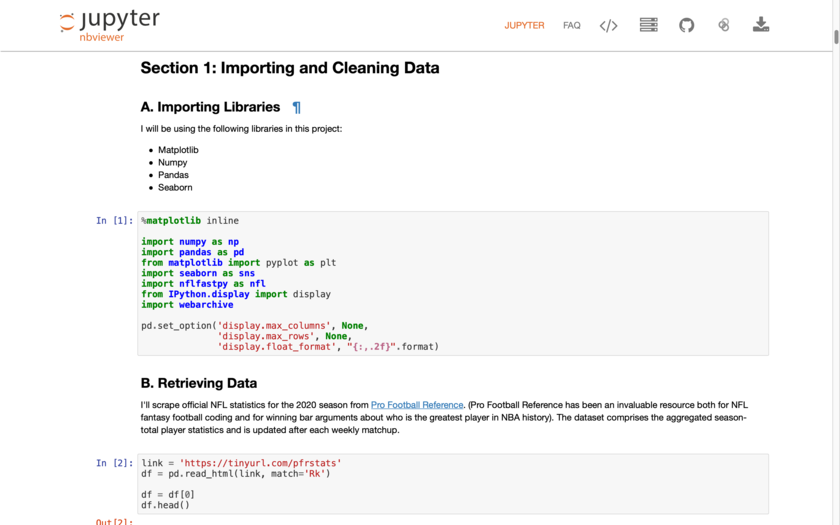 jupyter
nbviewer
JUPYTER FAQ </>
Section 1: Importing and Cleaning Data
A. Importing Libraries ¶
I will be using the following libraries in this project:
• Matplotlib
• Numpy
• Pandas
• Seaborn
In [1]: %matplotlib inline
import numpy as np
import pandas as pd
from matplotlib import pyplot as plt
import seaborn as sns
import nflfastpy as nfl
from IPython.display import display
import webarchive
pd.set_option('display.max_columns', None,
'display.max_rows', None,
'display.float_format', "{:,.2f}".format)
B. Retrieving Data
I'll scrape official NFL statistics for the 2020 season from Pro Football Reference. (Pro Football Reference has been an invaluable resource both for NFL
fantasy football coding and for winning bar arguments about who is the greatest player in NBA history). The dataset comprises the aggregated season-
total player statistics and is updated after each weekly matchup.
In [2]: link = 'https://tinyurl.com/pfrstats'
df = pd.read_html(link, match='Rk')
df = df[0]
df.head()
Out[2]: